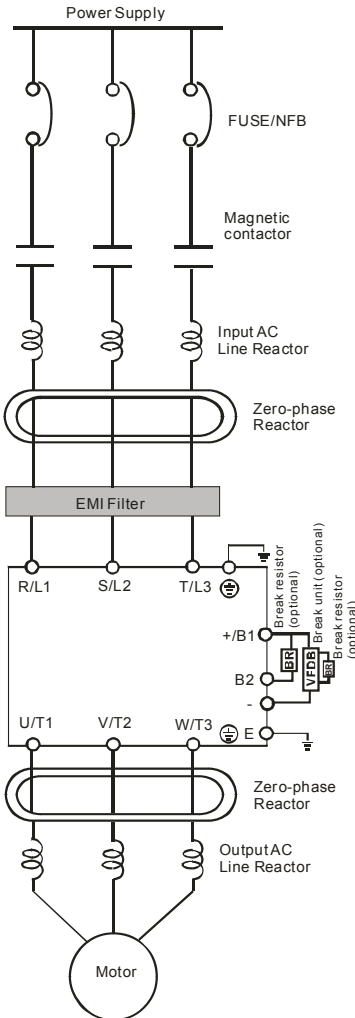 Power Supply
FUSE/NFB
Magnetic
contactor
Input AC
Line Reactor
Zero-phase
Reactor
EMI Filter
R/L1
S/L2
T/L3
Break resistor
(optional)
Break unit (optional)
Break resistor
(optional)
+/B1
BR
VFDB
BR
B2
-
U/T1
V/T2
W/T3
E
Zero-phase
Reactor
Output AC
Line Reactor
Motor